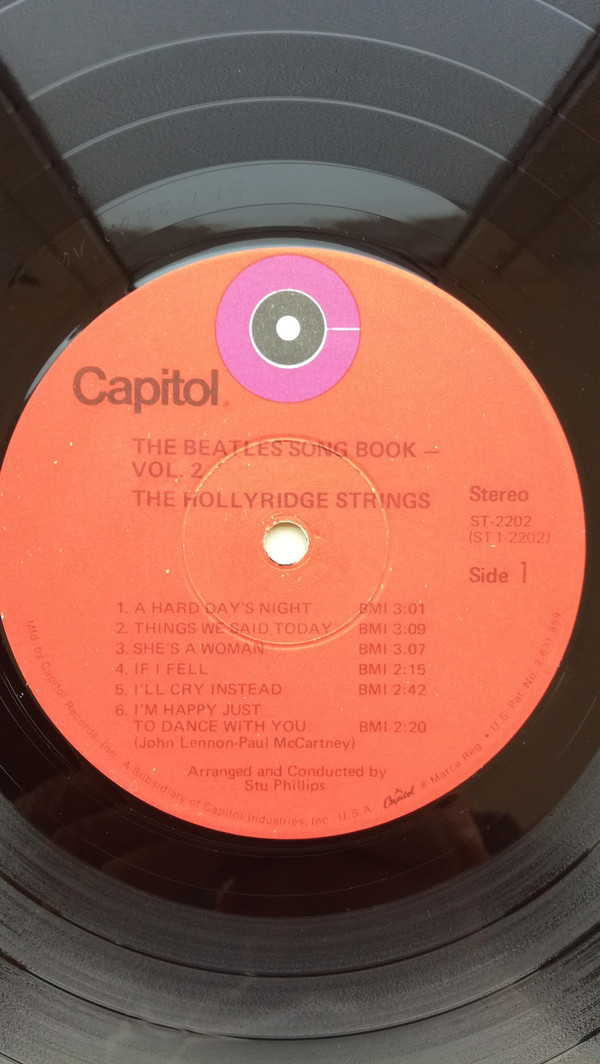 Capitol
THE BEATLES SONG BOOK –
VOL. 2
THE HOLLYRIDGE STRINGS
Stereo
ST-2202
(ST 1-2202)
Side 1
1. A HARD DAY'S NIGHT BMI 3:01
2. THINGS WE SAID TODAY BMI 3:09
3. SHE'S A WOMAN BMI 3:07
4. IF I FELL BMI 2:15
5. I'LL CRY INSTEAD BMI 2:42
6. I'M HAPPY JUST
TO DANCE WITH YOU BMI 2:20
(John Lennon-Paul McCartney)
Arranged and Conducted by
Stu Phillips
Mfd. by Capitol Records, Inc. A Subsidiary of Capitol Industries, Inc., U.S.A. Capitol ® Marca Reg. • U.S. Pat. No. 2,631,859